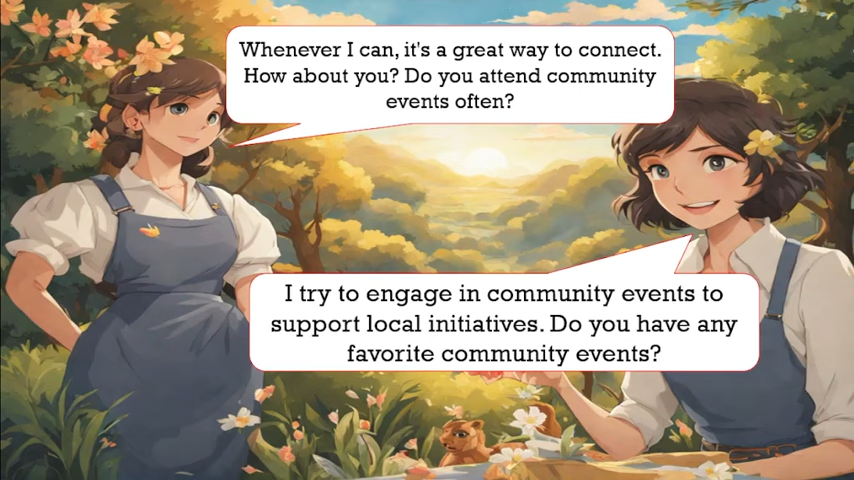 Whenever I can, it's a great way to connect.
How about you? Do you attend community
events often?
I try to engage in community events to
support local initiatives. Do you have any
favorite community events?